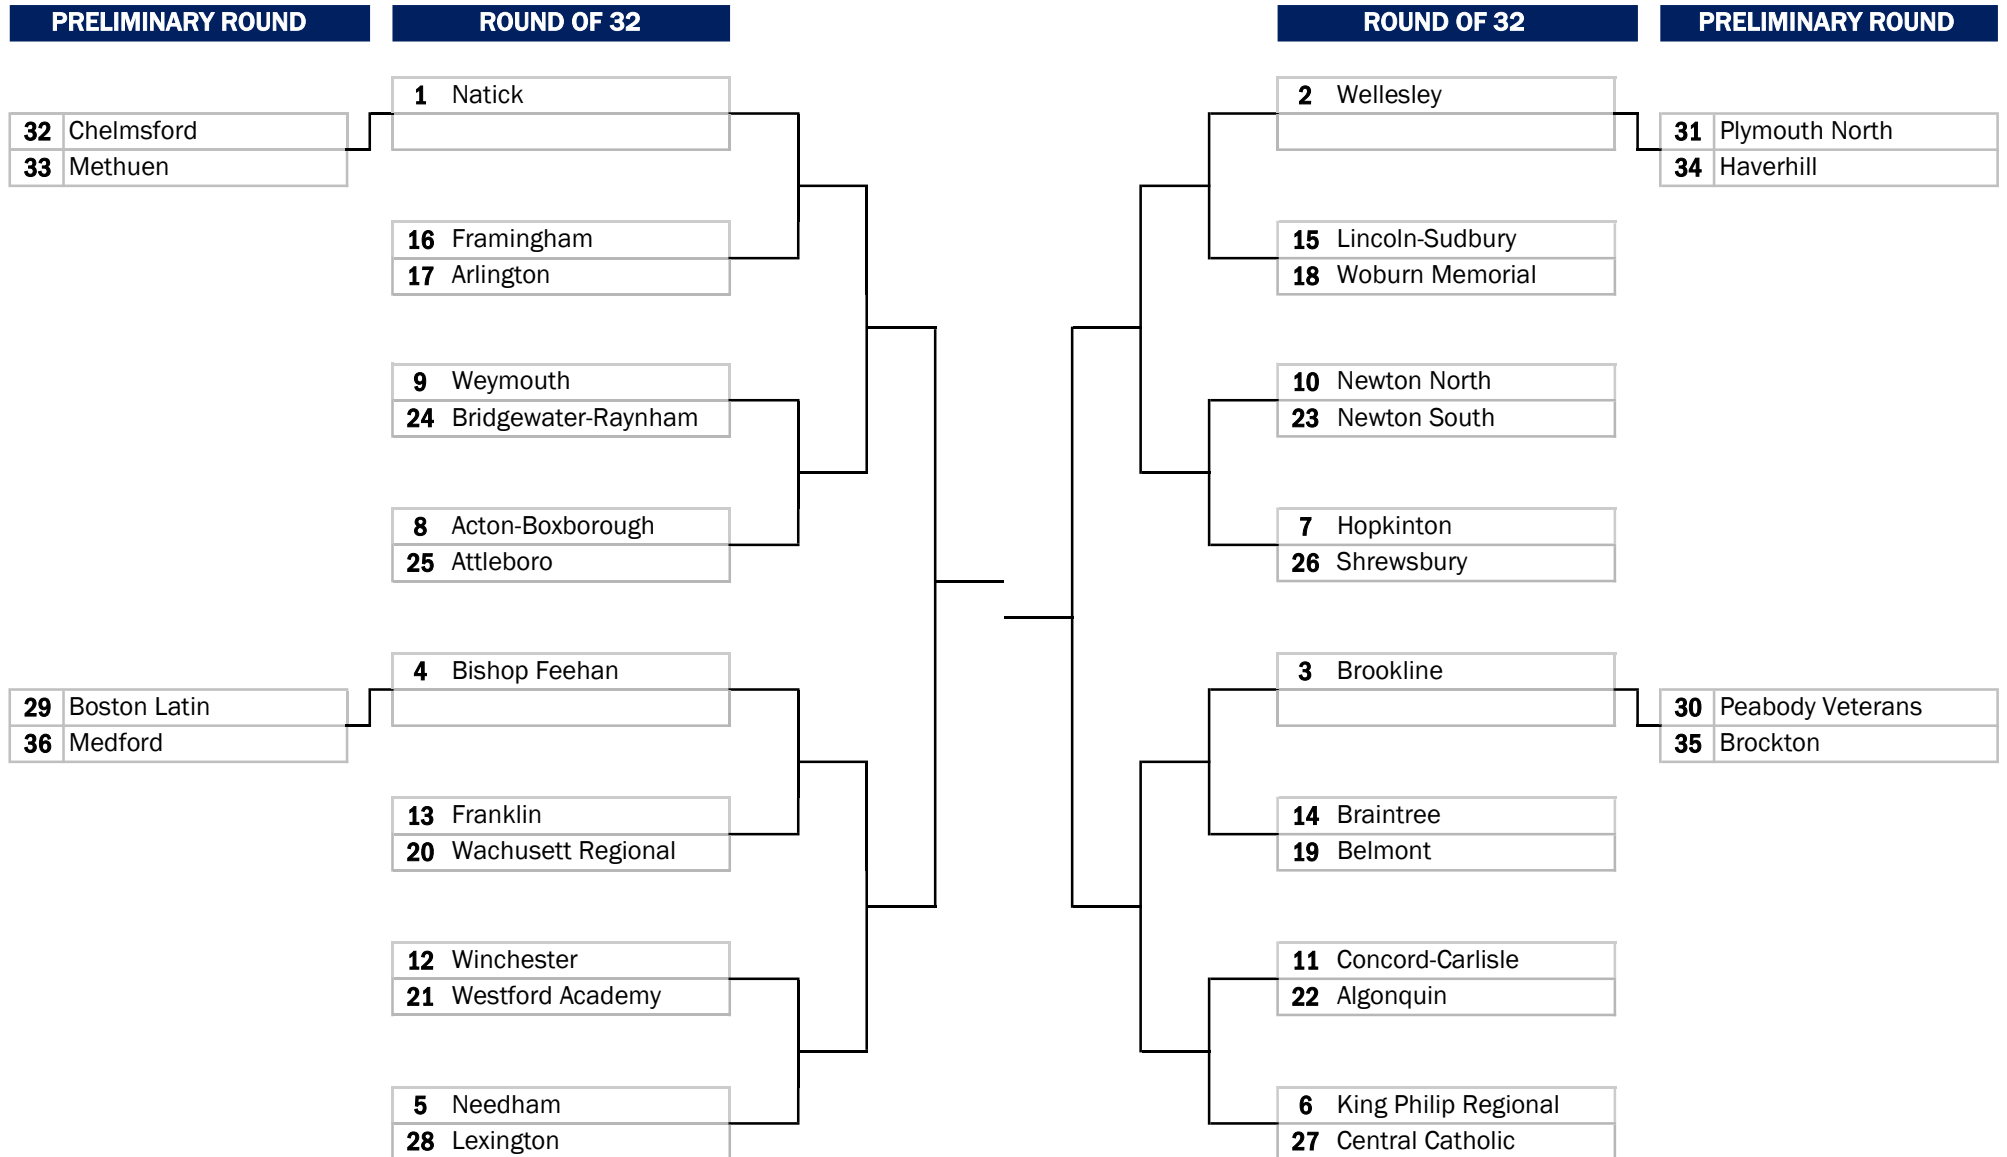 PRELIMINARY ROUND
ROUND OF 32
ROUND OF 32
PRELIMINARY ROUND
32 Chelmsford
33 Methuen
29 Boston Latin
36 Medford
1 Natick
16 Framingham
17 Arlington
9 Weymouth
24 Bridgewater-Raynham
8 Acton-Boxborough
25 Attleboro
4 Bishop Feehan
13 Franklin
20 Wachusett Regional
12 Winchester
21 Westford Academy
5 Needham
28 Lexington
2 Wellesley
15 Lincoln-Sudbury
18 Woburn Memorial
10 Newton North
23 Newton South
7 Hopkinton
26 Shrewsbury
3 Brookline
14 Braintree
19 Belmont
11 Concord-Carlisle
22 Algonquin
6 King Philip Regional
27 Central Catholic
31 Plymouth North
34 Haverhill
30 Peabody Veterans
35 Brockton